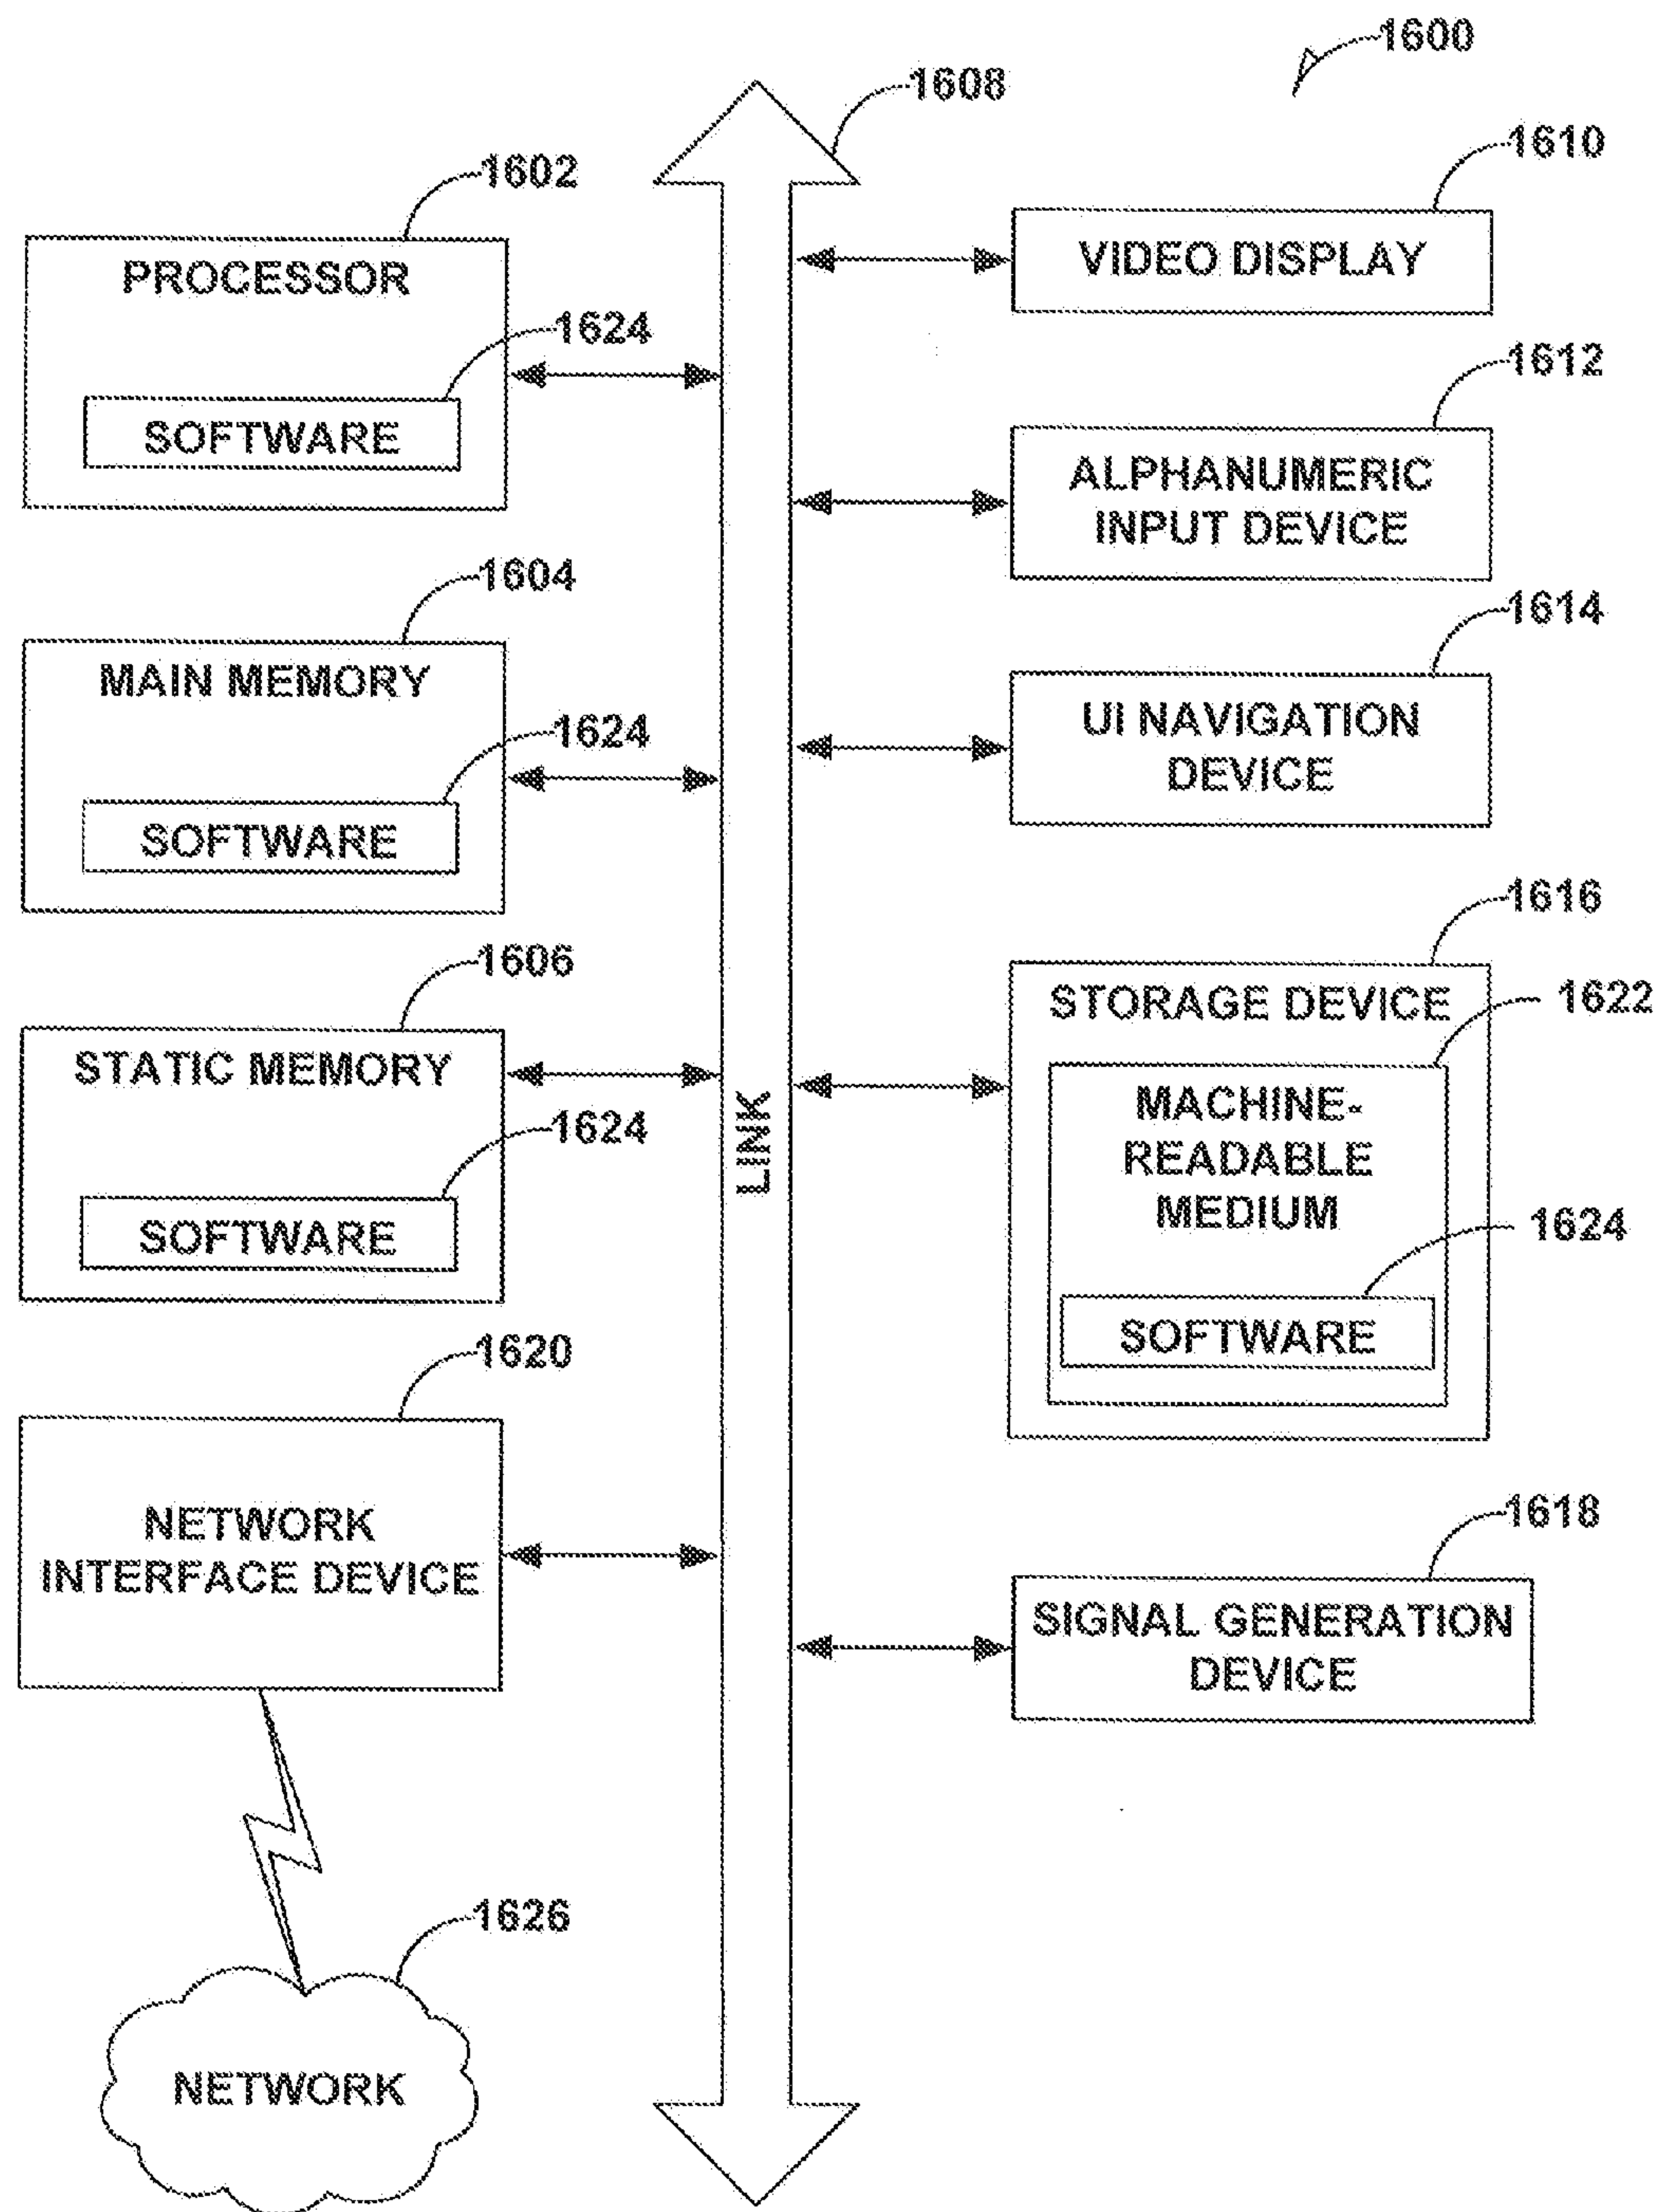 1600
1608
1602
PROCESSOR
1624
SOFTWARE
1604
MAIN MEMORY
1624
SOFTWARE
1606
STATIC MEMORY
1624
SOFTWARE
1620
NETWORK
INTERFACE DEVICE
1626
NETWORK
LINK
1610
VIDEO DISPLAY
1612
ALPHANUMERIC
INPUT DEVICE
1614
UI NAVIGATION
DEVICE
1616
STORAGE DEVICE
1622
MACHINE-
READABLE
MEDIUM
1624
SOFTWARE
1618
SIGNAL GENERATION
DEVICE